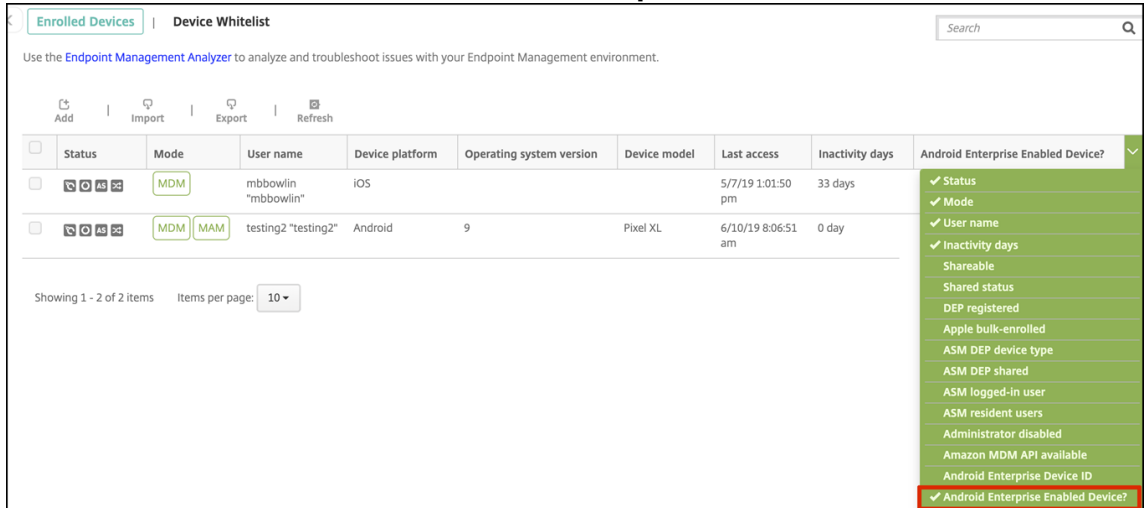 Enrolled Devices | Device Whitelist
Search
Use the Endpoint Management Analyzer to analyze and troubleshoot issues with your Endpoint Management environment.
Add | Import | Export | Refresh
Status Mode User name Device platform Operating system version Device model Last access Inactivity days Android Enterprise Enabled Device?
AS MDM mbbowlin iOS 5/7/19 1:01:50 33 days
"mbbowlin" pm
AS MDM MAM testing2 "testing2" Android 9 Pixel XL 6/10/19 8:06:51 0 day
am
Showing 1 - 2 of 2 items Items per page: 10
Status
Mode
User name
Inactivity days
Shareable
Shared status
DEP registered
Apple bulk-enrolled
ASM DEP device type
ASM DEP shared
ASM logged-in user
ASM resident users
Administrator disabled
Amazon MDM API available
Android Enterprise Device ID
Android Enterprise Enabled Device?